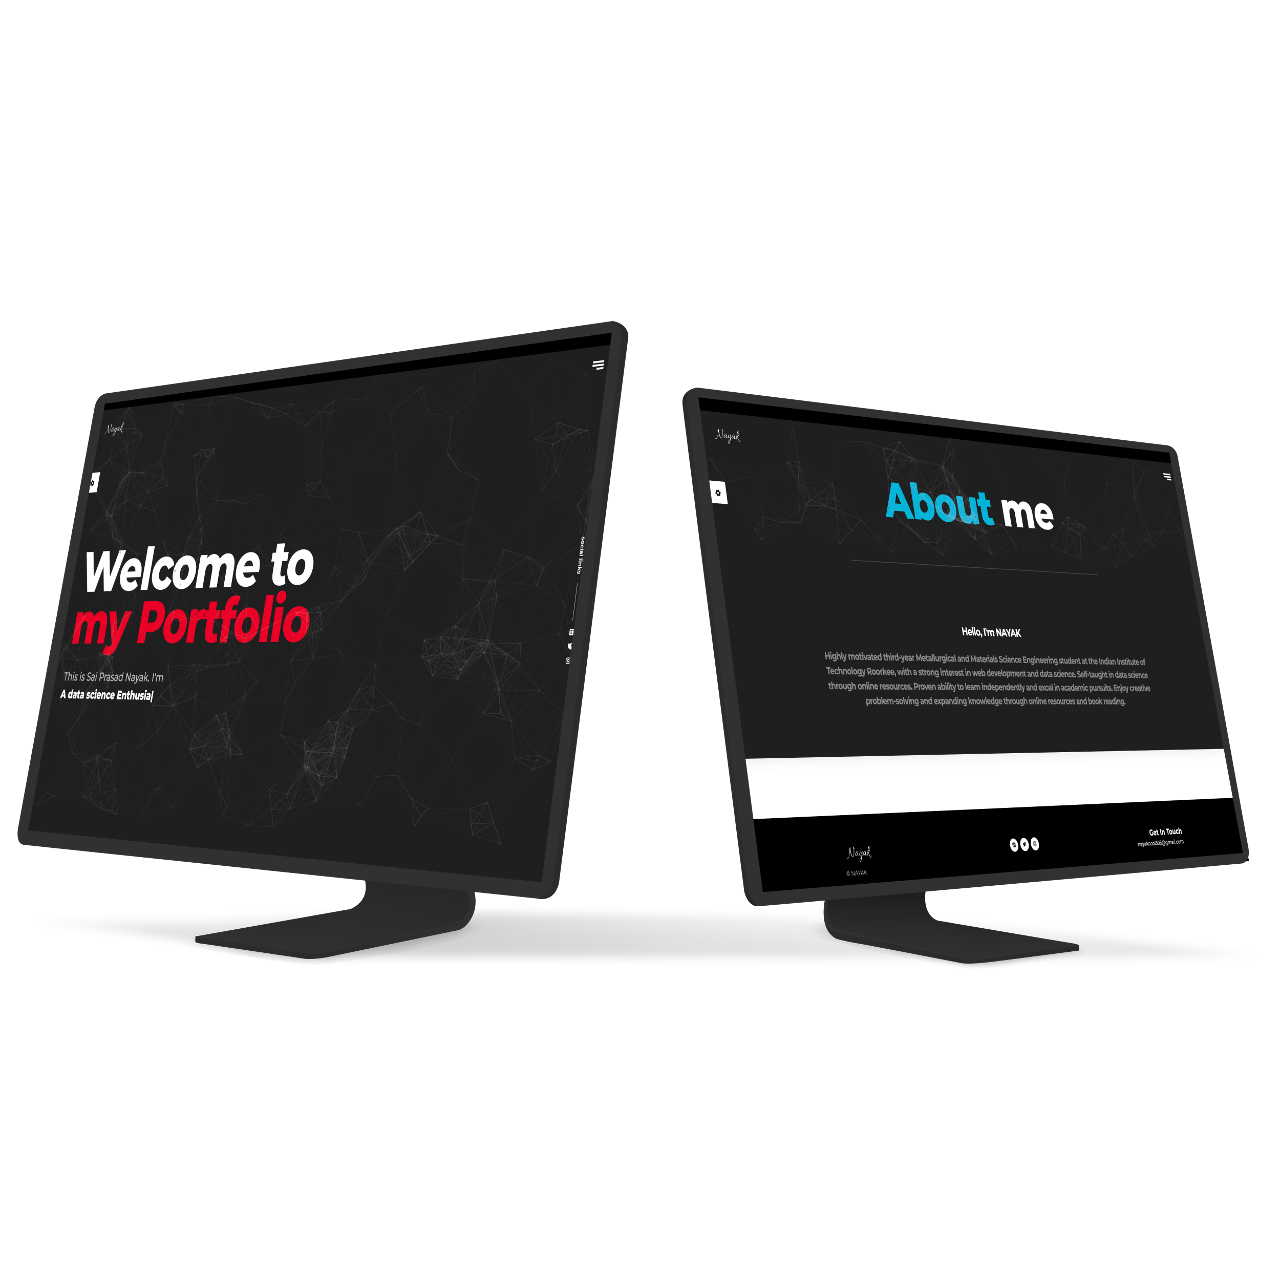 Nayak
Welcome to
my Portfolio
This is Sai Prasad Nayak. I'm
A data science Enthusia|
Social links
Nayak
About me
Hello, I'm NAYAK
Highly motivated third-year Metallurgical and Materials Science Engineering student at the Indian Institute of
Technology Roorkee, with a strong interest in web development and data science. Self-taught in data science
through online resources. Proven ability to learn independently and excel in academic pursuits. Enjoy creative
problem-solving and expanding knowledge through online resources and book reading.
Nayak
© NAYAK
Get In Touch